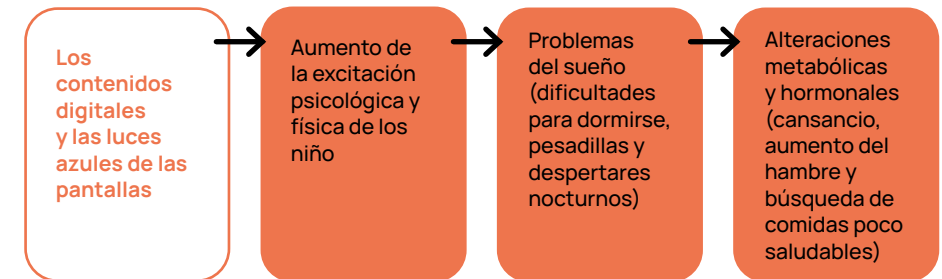 Los
contenidos
digitales
y las luces
azules de las
pantallas
Aumento de
la excitación
psicológica y
física de los
niño
Problemas
del sueño
(dificultades
para dormirse,
pesadillas y
despertares
nocturnos)
Alteraciones
metabólicas
y hormonales
(cansancio,
aumento del
hambre y
búsqueda de
comidas poco
saludables)